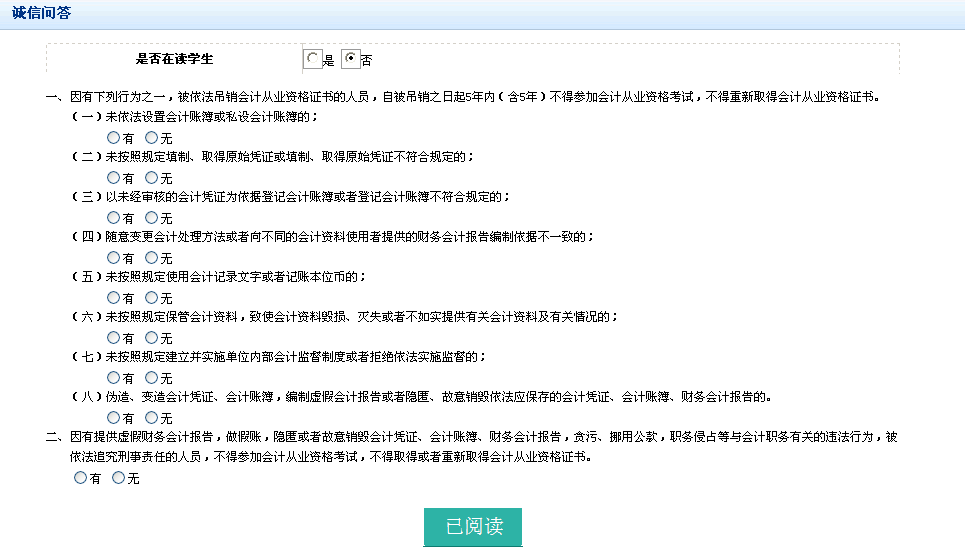 诚信问答
是否在读学生 是 否
一、因有下列行为之一，被依法吊销会计从业资格证书的人员，自被吊销之日起5年内（含5年）不得参加会计从业资格考试，不得重新取得会计从业资格证书。
（一）未依法设置会计账簿或私设会计账簿的；
有 无
（二）未按照规定填制、取得原始凭证或填制、取得原始凭证不符合规定的；
有 无
（三）以未经审核的会计凭证为依据登记会计账簿或者登记会计账簿不符合规定的；
有 无
（四）随意变更会计处理方法或者向不同的会计资料使用者提供的财务会计报告编制依据不一致的；
有 无
（五）未按照规定使用会计记录文字或者记账本位币的；
有 无
（六）未按照规定保管会计资料，致使会计资料毁损、灭失或者不如实提供有关会计资料及有关情况的；
有 无
（七）未按照规定建立并实施单位内部会计监督制度或者拒绝依法实施监督的；
有 无
（八）伪造、变造会计凭证、会计账簿，编制虚假会计报告或者隐匿、故意销毁依法应保存的会计凭证、会计账簿、财务会计报告的。
有 无
二、因有提供虚假财务会计报告，做假账，隐匿或者故意销毁会计凭证、会计账簿、财务会计报告，贪污、挪用公款，职务侵占等与会计职务有关的违法行为，被
依法追究刑事责任的人员，不得参加会计从业资格考试，不得取得或者重新取得会计从业资格证书。
有 无
已阅读